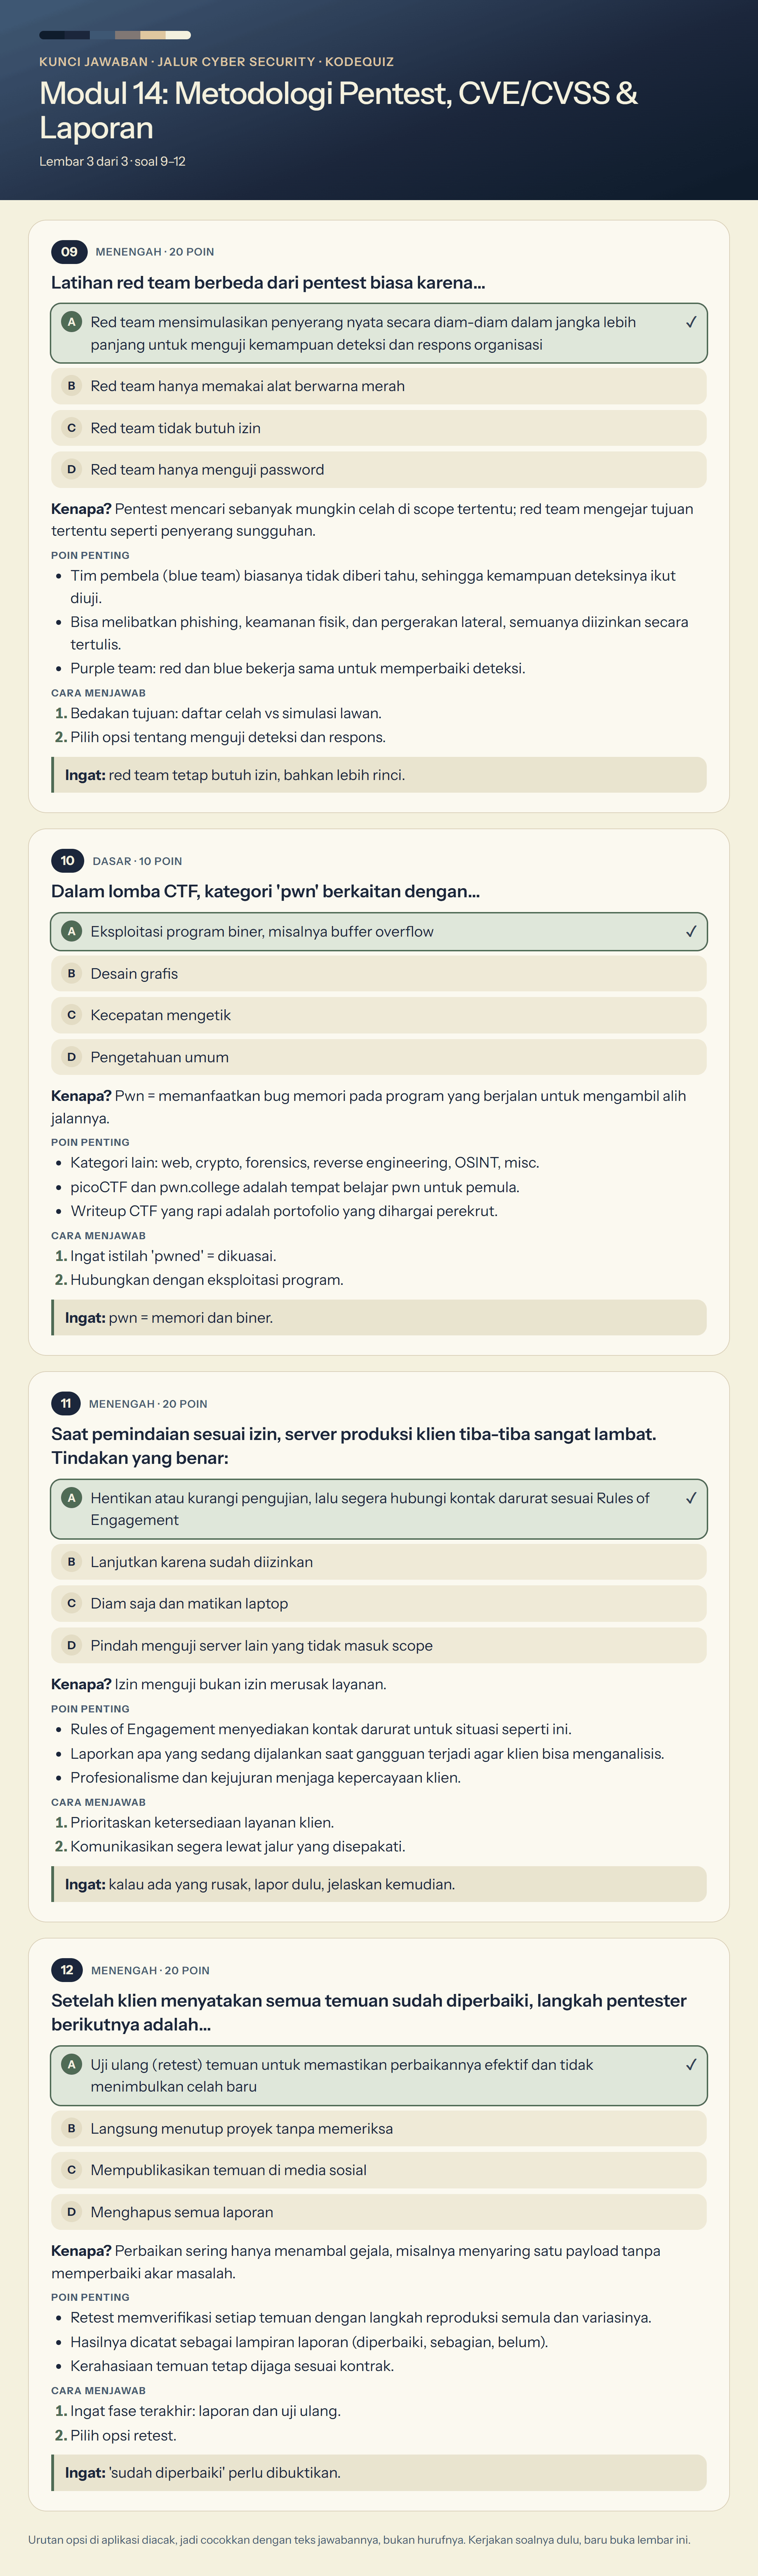 KUNCI JAWABAN · JALUR CYBER SECURITY · KODEQUIZ
Modul 14: Metodologi Pentest, CVE/CVSS &
Laporan
Lembar 3 dari 3 · soal 9–12
09 MENENGAH · 20 POIN
Latihan red team berbeda dari pentest biasa karena...
A Red team mensimulasikan penyerang nyata secara diam-diam dalam jangka lebih ✓
panjang untuk menguji kemampuan deteksi dan respons organisasi
B Red team hanya memakai alat berwarna merah
C Red team tidak butuh izin
D Red team hanya menguji password
Kenapa? Pentest mencari sebanyak mungkin celah di scope tertentu; red team mengejar tujuan
tertentu seperti penyerang sungguhan.
POIN PENTING
• Tim pembela (blue team) biasanya tidak diberi tahu, sehingga kemampuan deteksinya ikut
diuji.
• Bisa melibatkan phishing, keamanan fisik, dan pergerakan lateral, semuanya diizinkan secara
tertulis.
• Purple team: red dan blue bekerja sama untuk memperbaiki deteksi.
CARA MENJAWAB
1. Bedakan tujuan: daftar celah vs simulasi lawan.
2. Pilih opsi tentang menguji deteksi dan respons.
Ingat: red team tetap butuh izin, bahkan lebih rinci.
10 DASAR · 10 POIN
Dalam lomba CTF, kategori 'pwn' berkaitan dengan...
A Eksploitasi program biner, misalnya buffer overflow ✓
B Desain grafis
C Kecepatan mengetik
D Pengetahuan umum
Kenapa? Pwn = memanfaatkan bug memori pada program yang berjalan untuk mengambil alih
jalannya.
POIN PENTING
• Kategori lain: web, crypto, forensics, reverse engineering, OSINT, misc.
• picoCTF dan pwn.college adalah tempat belajar pwn untuk pemula.
• Writeup CTF yang rapi adalah portofolio yang dihargai perekrut.
CARA MENJAWAB
1. Ingat istilah 'pwned' = dikuasai.
2. Hubungkan dengan eksploitasi program.
Ingat: pwn = memori dan biner.
11 MENENGAH · 20 POIN
Saat pemindaian sesuai izin, server produksi klien tiba-tiba sangat lambat.
Tindakan yang benar:
A Hentikan atau kurangi pengujian, lalu segera hubungi kontak darurat sesuai Rules of ✓
Engagement
B Lanjutkan karena sudah diizinkan
C Diam saja dan matikan laptop
D Pindah menguji server lain yang tidak masuk scope
Kenapa? Izin menguji bukan izin merusak layanan.
POIN PENTING
• Rules of Engagement menyediakan kontak darurat untuk situasi seperti ini.
• Laporkan apa yang sedang dijalankan saat gangguan terjadi agar klien bisa menganalisis.
• Profesionalisme dan kejujuran menjaga kepercayaan klien.
CARA MENJAWAB
1. Prioritaskan ketersediaan layanan klien.
2. Komunikasikan segera lewat jalur yang disepakati.
Ingat: kalau ada yang rusak, lapor dulu, jelaskan kemudian.
12 MENENGAH · 20 POIN
Setelah klien menyatakan semua temuan sudah diperbaiki, langkah pentester
berikutnya adalah...
A Uji ulang (retest) temuan untuk memastikan perbaikannya efektif dan tidak ✓
menimbulkan celah baru
B Langsung menutup proyek tanpa memeriksa
C Mempublikasikan temuan di media sosial
D Menghapus semua laporan
Kenapa? Perbaikan sering hanya menambal gejala, misalnya menyaring satu payload tanpa
memperbaiki akar masalah.
POIN PENTING
• Retest memverifikasi setiap temuan dengan langkah reproduksi semula dan variasinya.
• Hasilnya dicatat sebagai lampiran laporan (diperbaiki, sebagian, belum).
• Kerahasiaan temuan tetap dijaga sesuai kontrak.
CARA MENJAWAB
1. Ingat fase terakhir: laporan dan uji ulang.
2. Pilih opsi retest.
Ingat: 'sudah diperbaiki' perlu dibuktikan.
Urutan opsi di aplikasi diacak, jadi cocokkan dengan teks jawabannya, bukan hurufnya. Kerjakan soalnya dulu, baru buka lembar ini.